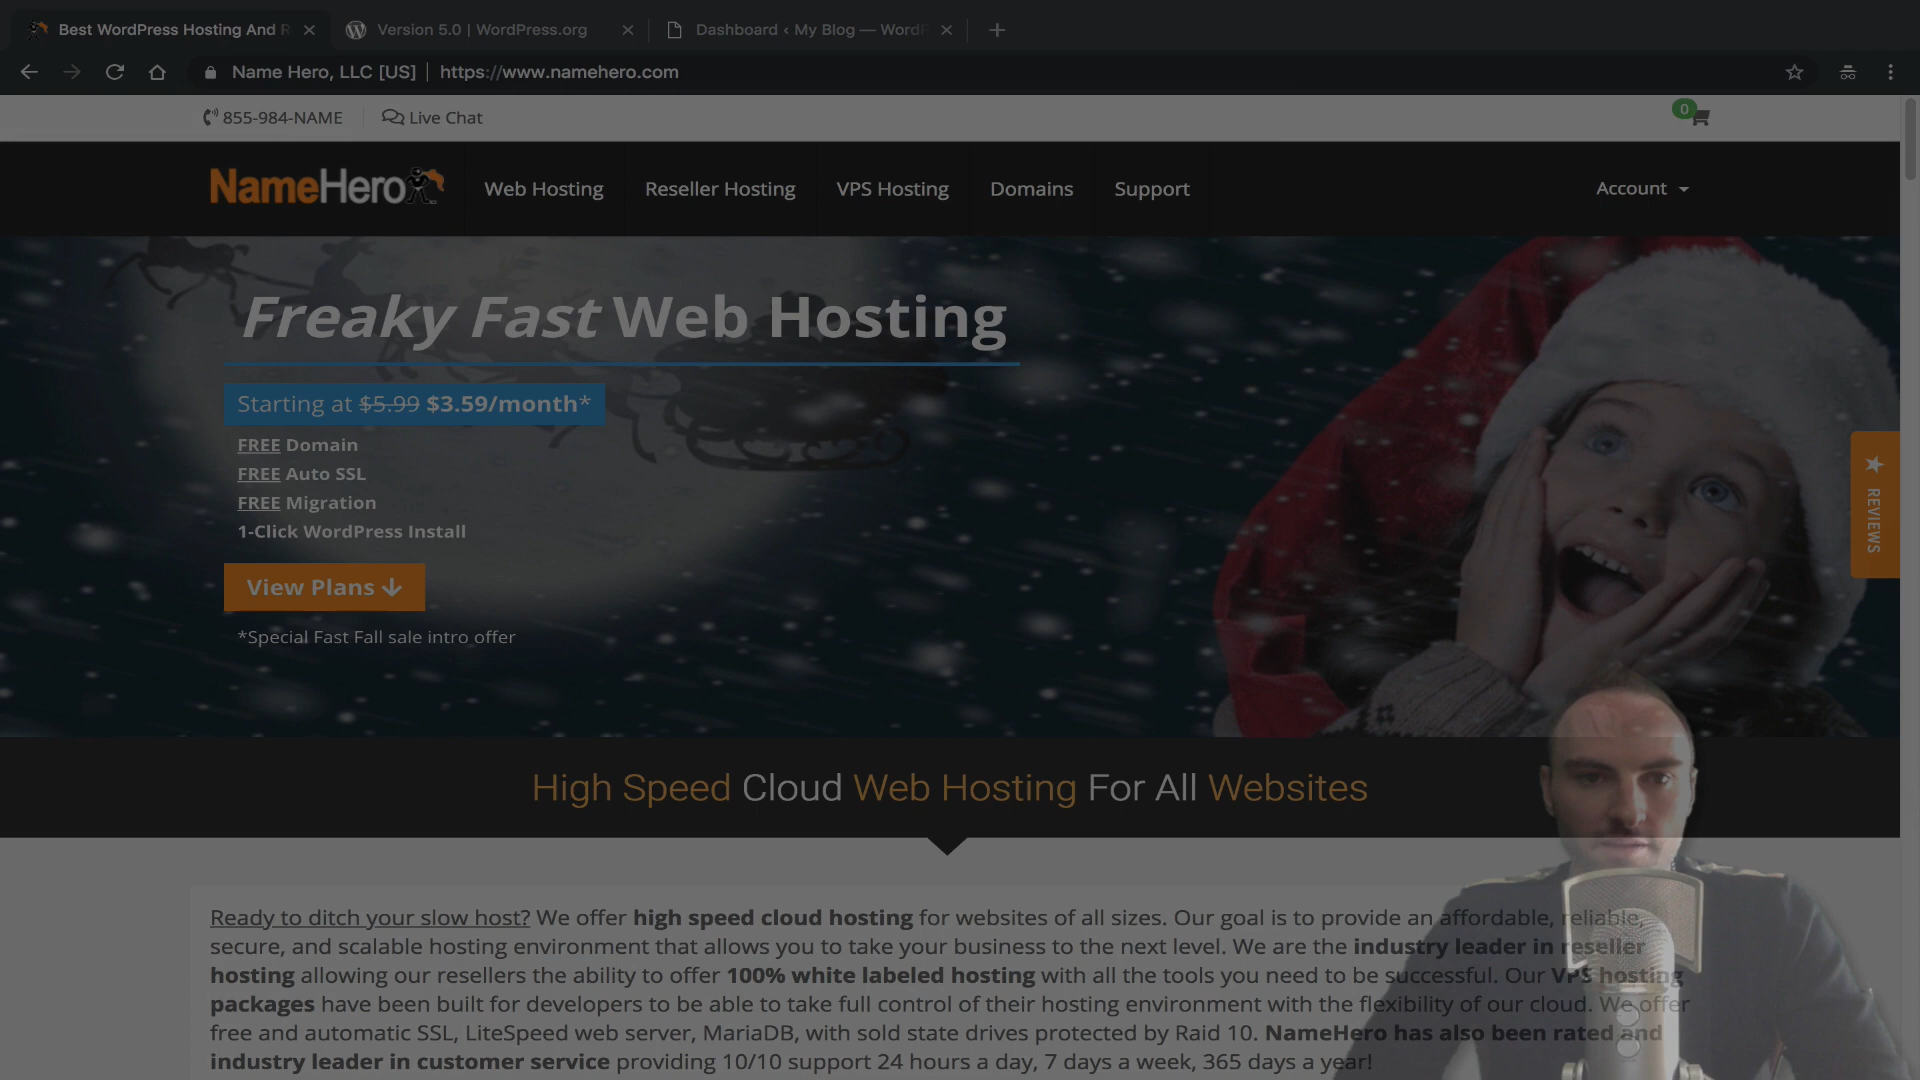 Best WordPress Hosting And R
Version 5.0 | WordPress.org
Dashboard ‹ My Blog — WordP
Name Hero, LLC [US] | https://www.namehero.com
855-984-NAME
Live Chat
0
NameHero
Web Hosting
Reseller Hosting
VPS Hosting
Domains
Support
Account
Freaky Fast Web Hosting
Starting at $5.99 $3.59/month*
FREE Domain
FREE Auto SSL
FREE Migration
1-Click WordPress Install
View Plans
*Special Fast Fall sale intro offer
REVIEWS
High Speed Cloud Web Hosting For All Websites
Ready to ditch your slow host? We offer high speed cloud hosting for websites of all sizes. Our goal is to provide an affordable, reliable,
secure, and scalable hosting environment that allows you to take your business to the next level. We are the industry leader in reseller
hosting allowing our resellers the ability to offer 100% white labeled hosting with all the tools you need to be successful. Our VPS hosting
packages have been built for developers to be able to take full control of their hosting environment with the flexibility of our cloud. We offer
free and automatic SSL, LiteSpeed web server, MariaDB, with sold state drives protected by Raid 10. NameHero has also been rated and
industry leader in customer service providing 10/10 support 24 hours a day, 7 days a week, 365 days a year!